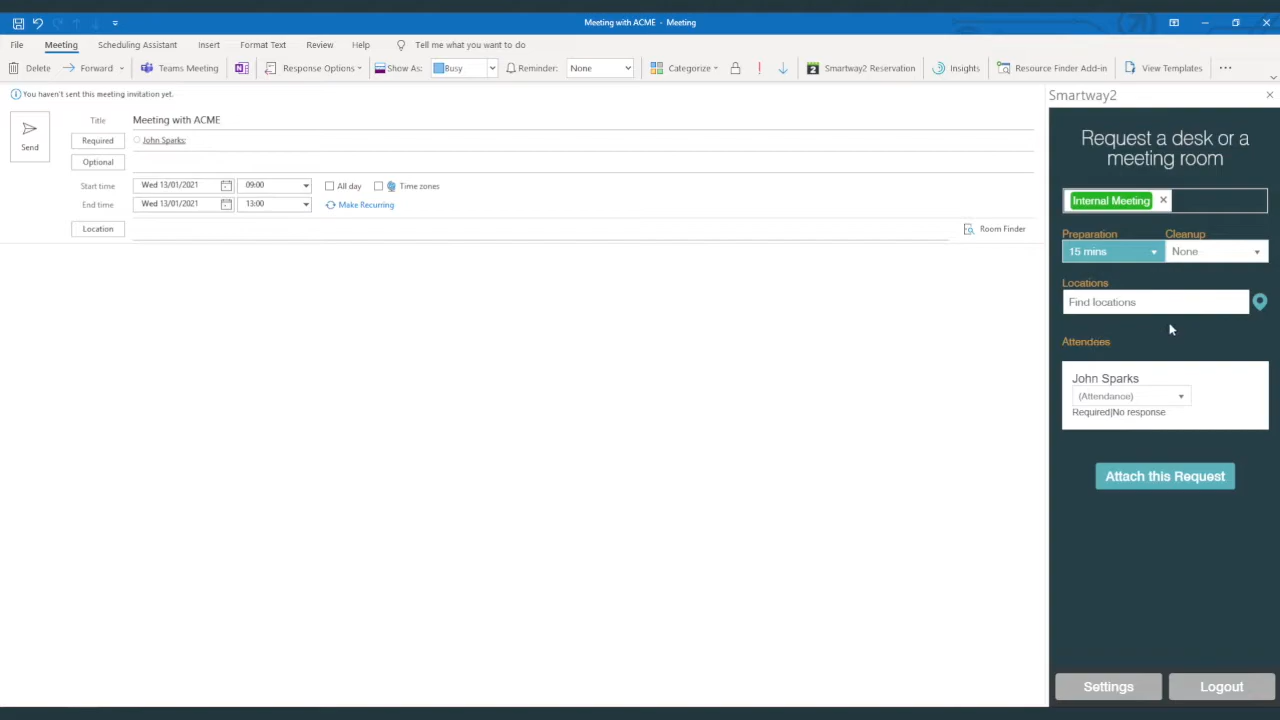 Meeting with ACME - Meeting
File Meeting Scheduling Assistant Insert Format Text Review Help Tell me what you want to do
Delete Forward Teams Meeting Response Options Show As: Busy Reminder: None Categorize Smartway2 Reservation Insights Resource Finder Add-in View Templates ...
You haven't sent this meeting invitation yet.
Send
Title Meeting with ACME
Required John Sparks;
Optional
Start time Wed 13/01/2021 09:00 All day Time zones
End time Wed 13/01/2021 13:00 Make Recurring
Location Room Finder
Smartway2
Request a desk or a
meeting room
Internal Meeting ×
Preparation Cleanup
15 mins None
Locations
Find locations
Attendees
John Sparks
(Attendance)
Required|No response
Attach this Request
Settings Logout